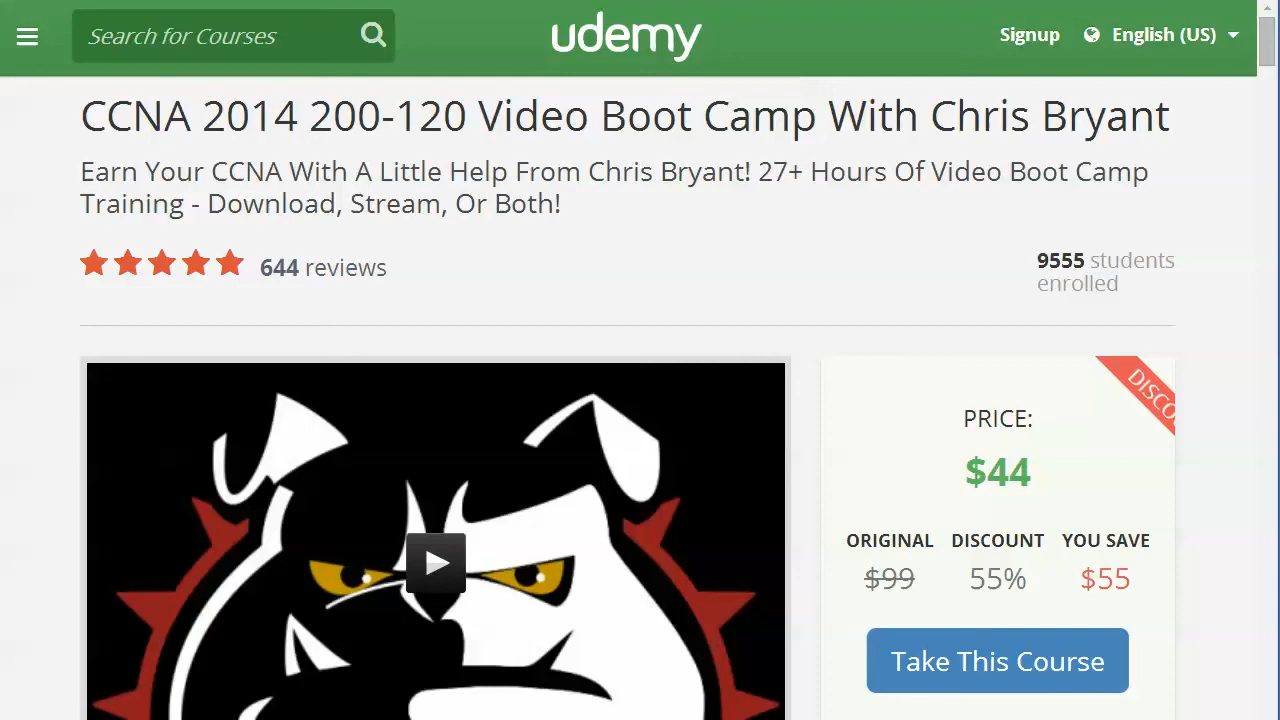 Search for Courses
udemy
Signup
English (US)
CCNA 2014 200-120 Video Boot Camp With Chris Bryant
Earn Your CCNA With A Little Help From Chris Bryant! 27+ Hours Of Video Boot Camp
Training - Download, Stream, Or Both!
644 reviews
9555 students
enrolled
DISCO
PRICE:
$44
ORIGINAL DISCOUNT YOU SAVE
$99 55% $55
Take This Course